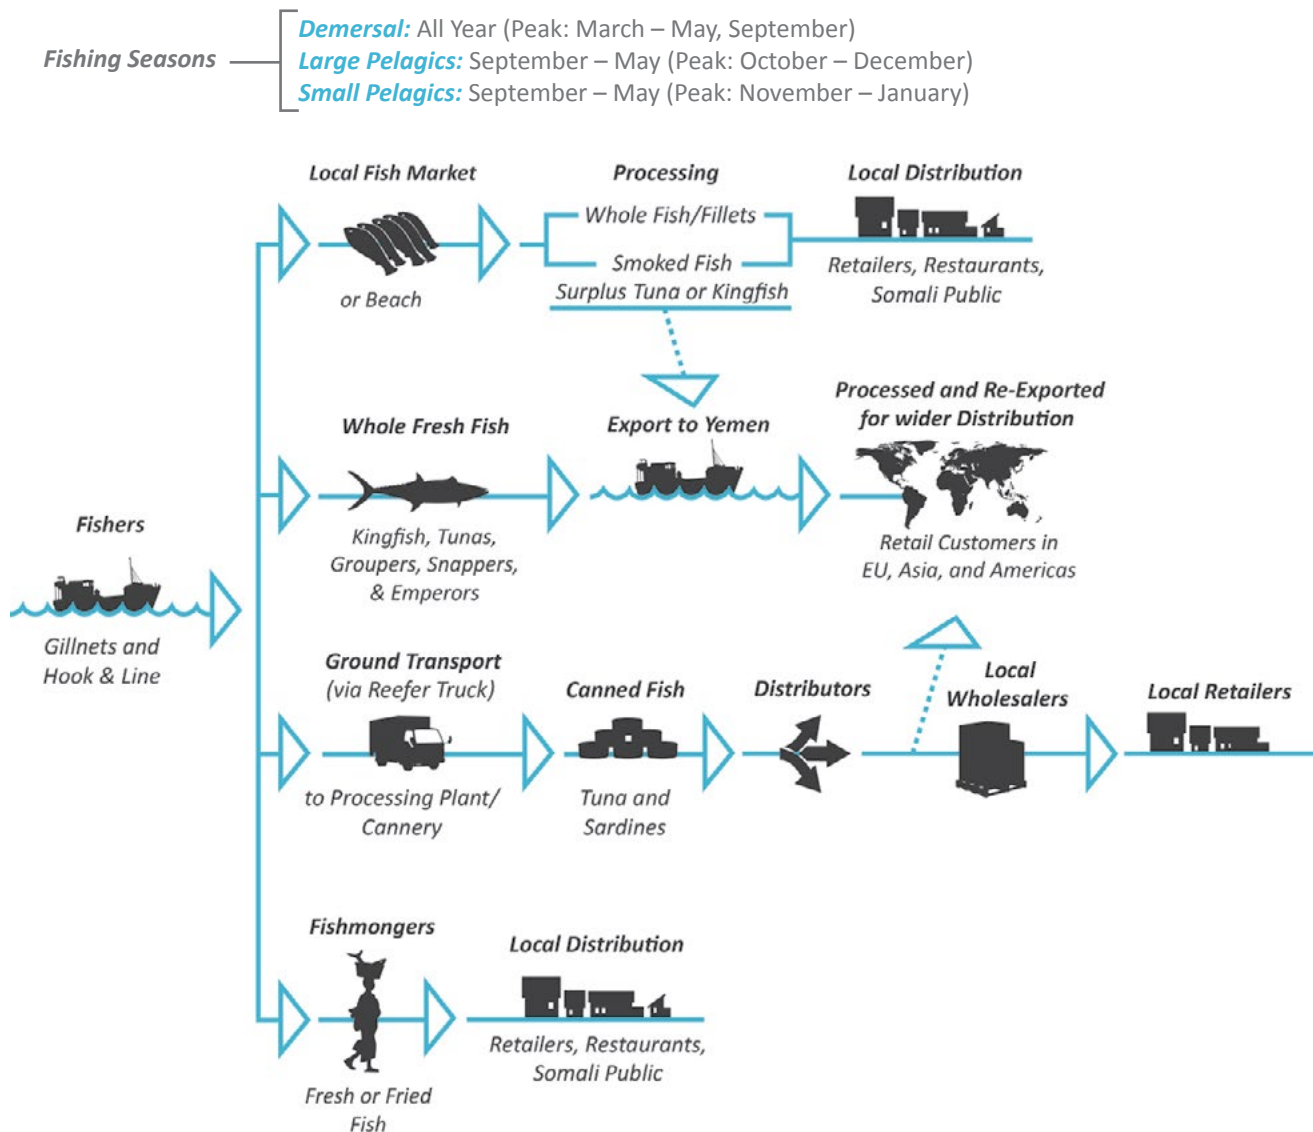 Fishing Seasons
Demersal: All Year (Peak: March – May, September)
Large Pelagics: September – May (Peak: October – December)
Small Pelagics: September – May (Peak: November – January)
Local Fish Market
or Beach
Processing
Whole Fish/Fillets
Smoked Fish
Surplus Tuna or Kingfish
Local Distribution
Retailers, Restaurants,
Somali Public
Fishers
Gillnets and
Hook & Line
Whole Fresh Fish
Kingfish, Tunas,
Groupers, Snappers,
& Emperors
Export to Yemen
Processed and Re-Exported
for wider Distribution
Retail Customers in
EU, Asia, and Americas
Ground Transport
(via Reefer Truck)
to Processing Plant/
Cannery
Canned Fish
Tuna and
Sardines
Distributors
Local
Wholesalers
Local Retailers
Fishmongers
Fresh or Fried
Fish
Local Distribution
Retailers, Restaurants,
Somali Public